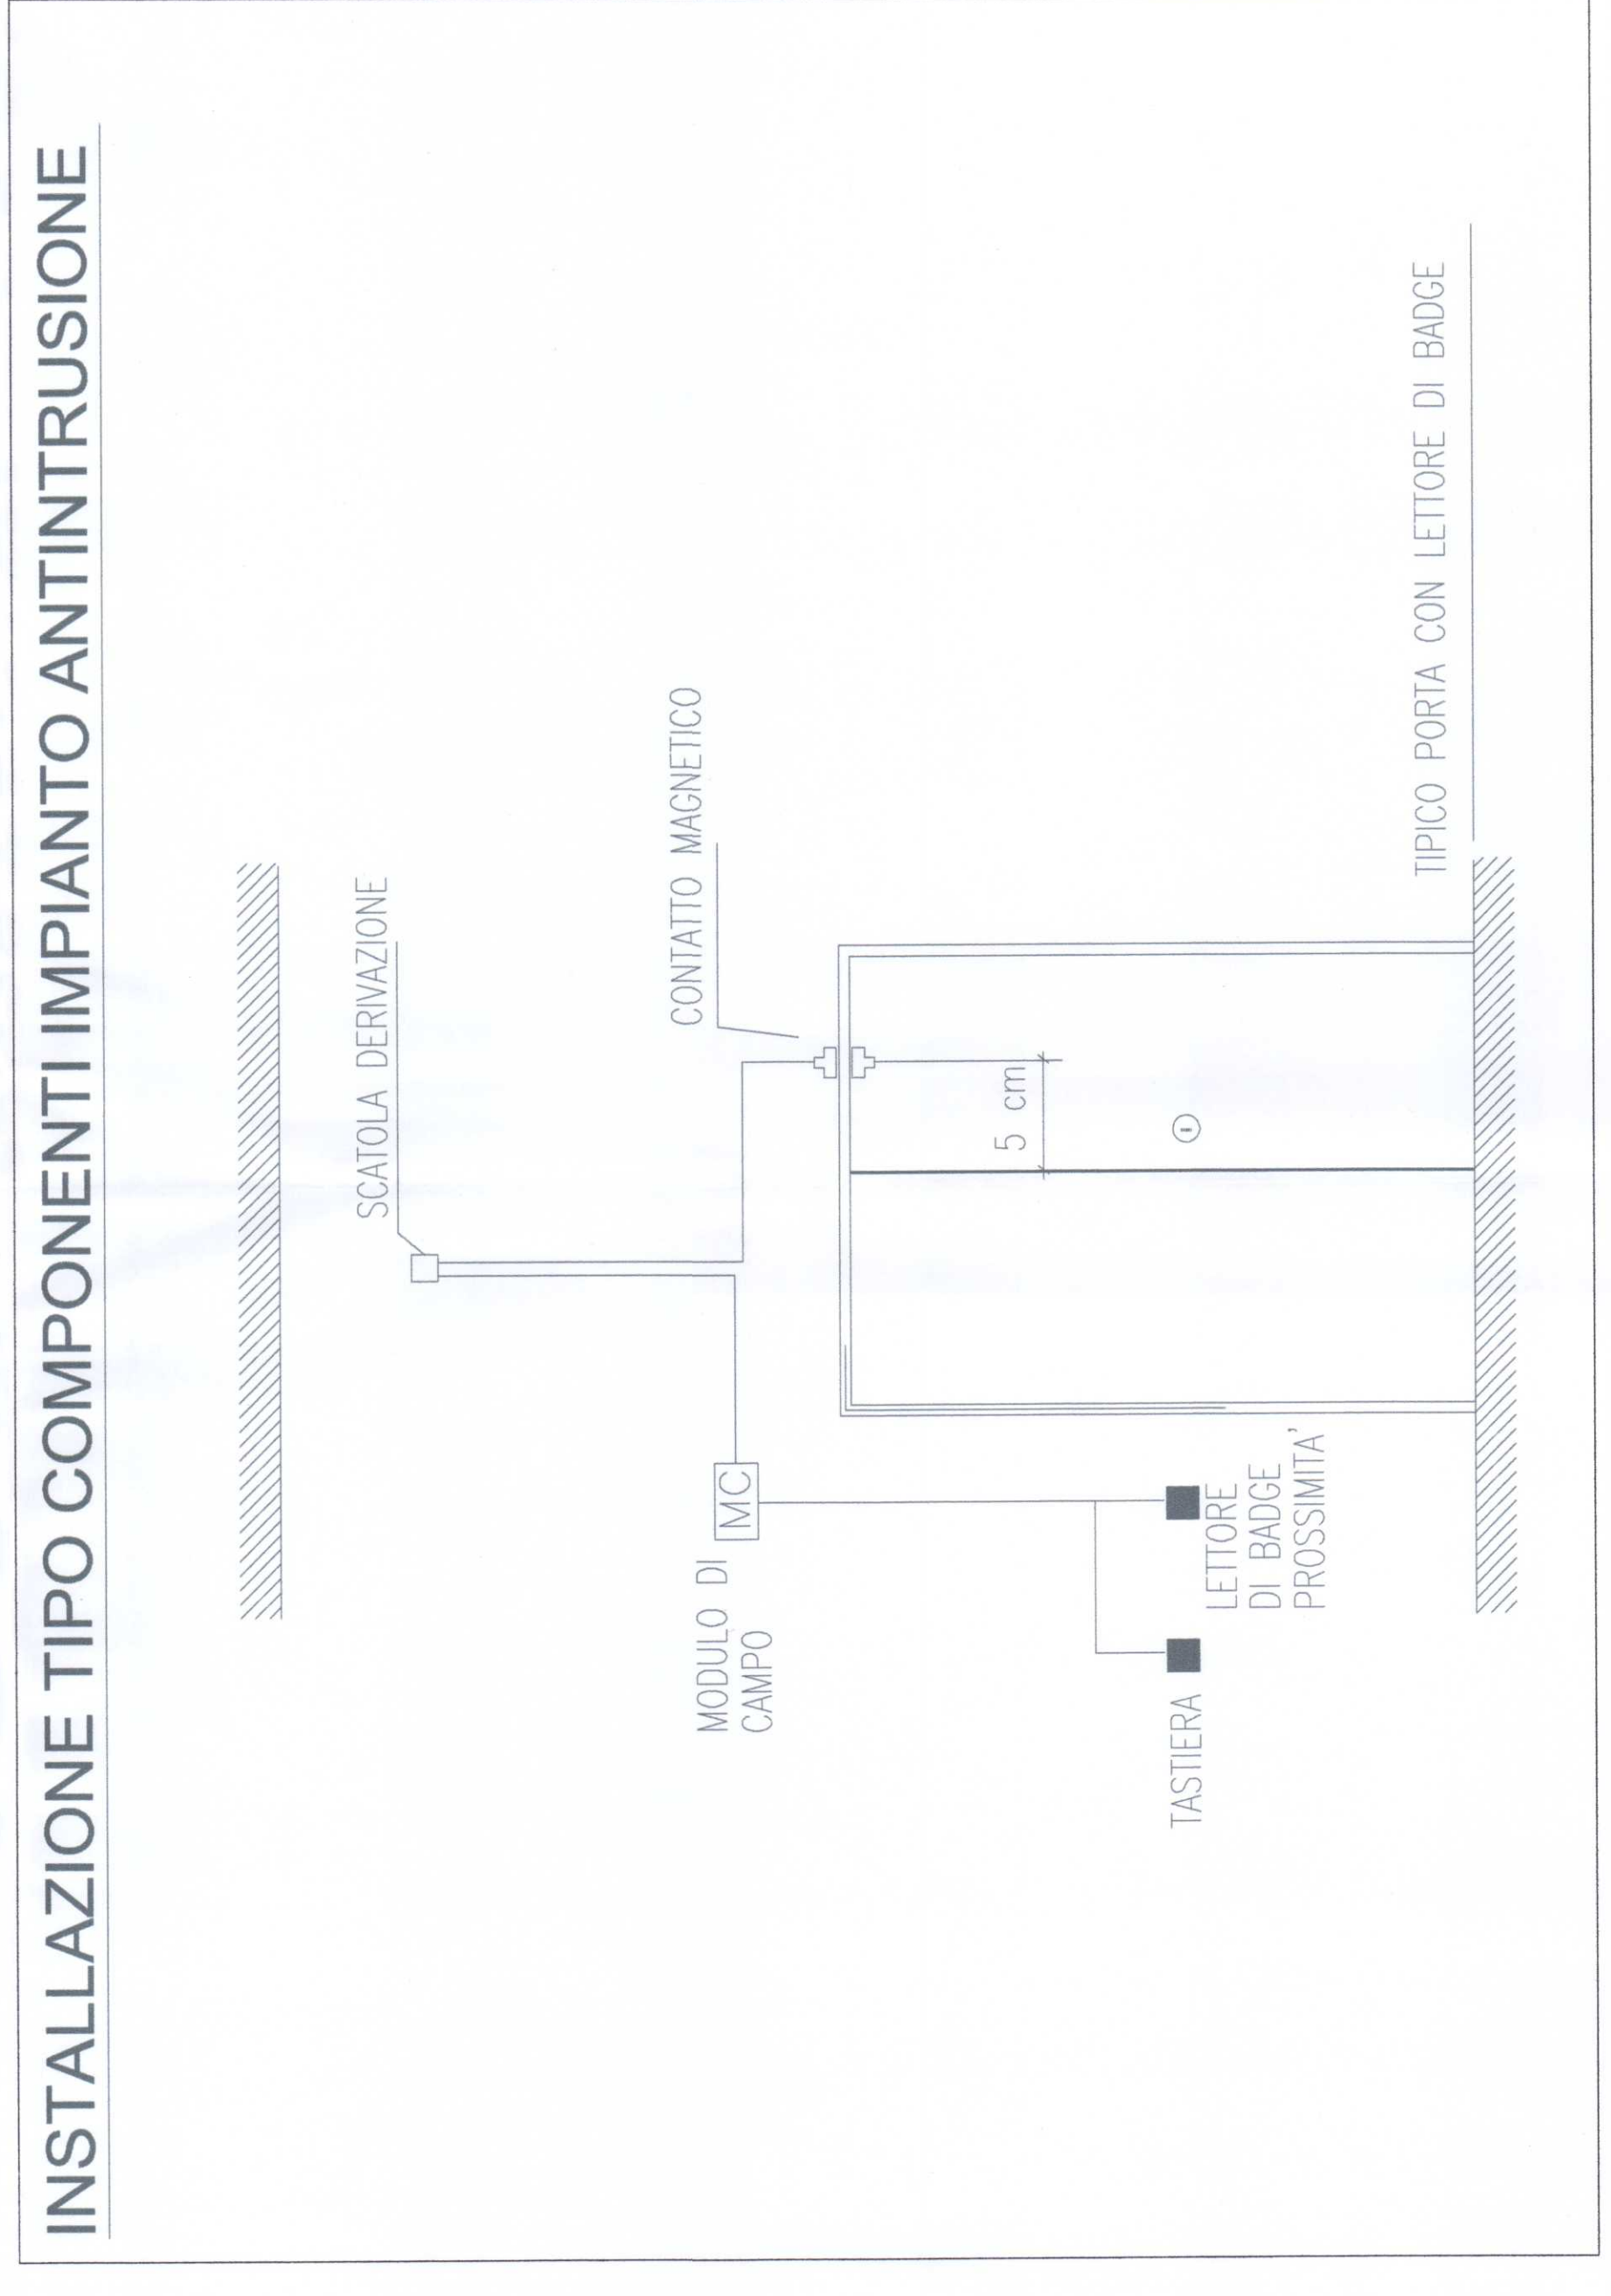 INSTALLAZIONE TIPO COMPONENTI IMPIANTO ANTINTRUSIONE
SCATOLA DERIVAZIONE
CONTATTO MAGNETICO
MODULO DI
CAMPO
MC
5 cm
TASTIERA
LETTORE
DI BADGE
PROSSIMITA'
TIPICO PORTA CON LETTORE DI BADGE